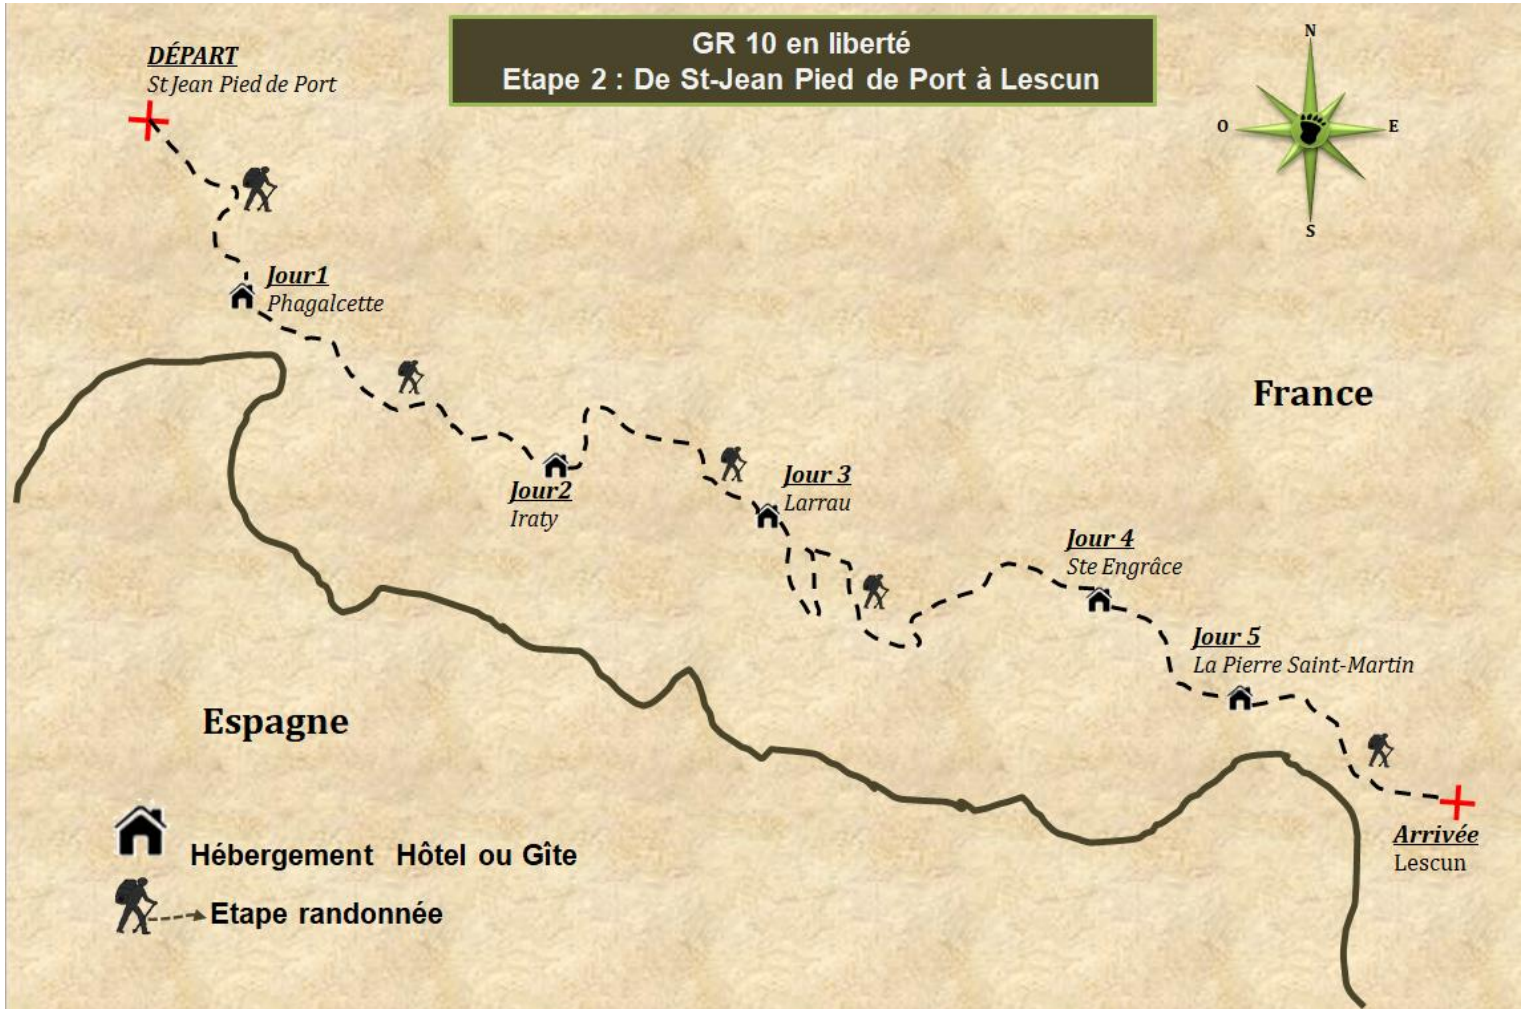 GR 10 en liberté
Etape 2 : De St-Jean Pied de Port à Lescun
DÉPART
St Jean Pied de Port
N
O
E
S
Jour1
Phagalcette
France
Jour2
Iraty
Jour 3
Larrau
Jour 4
Ste Engrâce
Jour 5
La Pierre Saint-Martin
Espagne
Arrivée
Lescun
Hébergement Hôtel ou Gîte
Etape randonnée